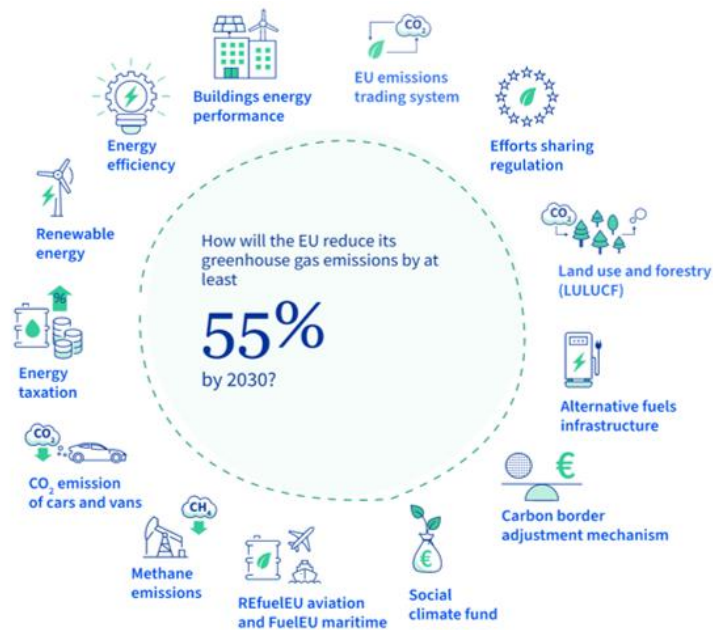 How will the EU reduce its
greenhouse gas emissions by at
least
55%
by 2030?
CO₂
EU emissions
trading system
Efforts sharing
regulation
CO₂
Land use and forestry
(LULUCF)
Alternative fuels
infrastructure
€
Carbon border
adjustment mechanism
€
Social
climate fund
REfuelEU aviation
and FuelEU maritime
CH₄
Methane
emissions
CO₂
CO₂ emission
of cars and vans
%
Energy
taxation
Renewable
energy
Energy
efficiency
Buildings energy
performance